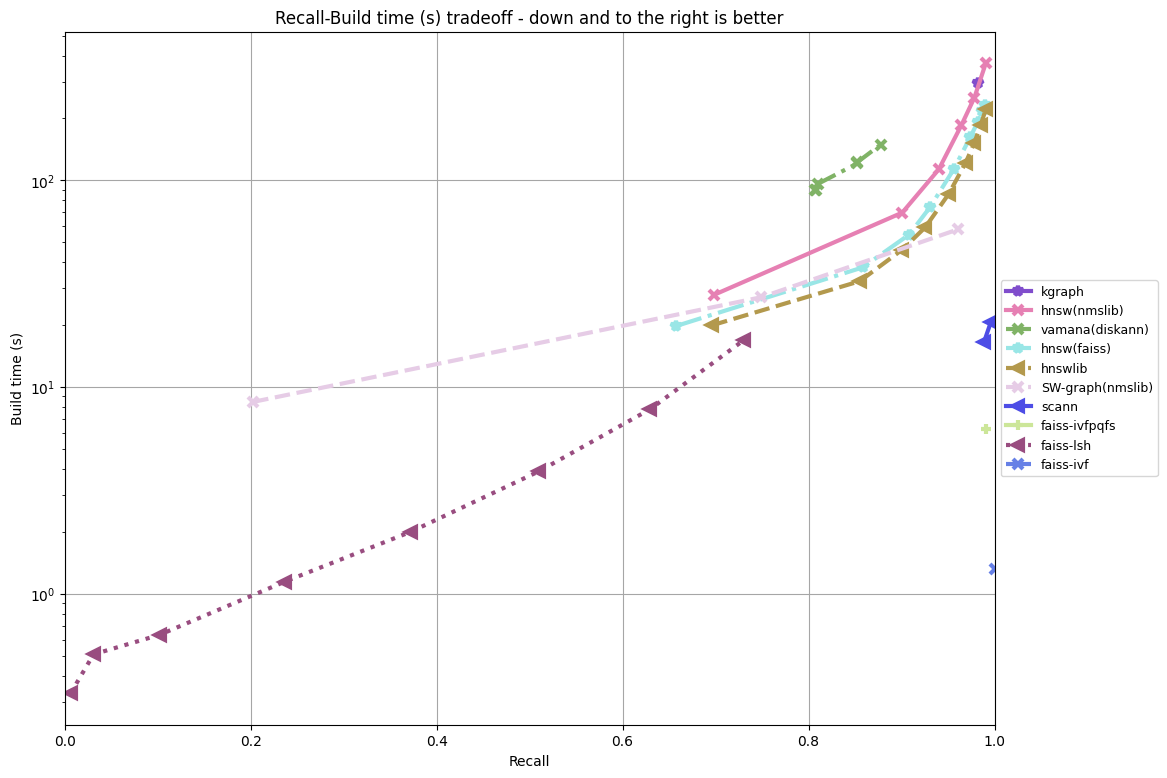 Recall-Build time (s) tradeoff - down and to the right is better
Build time (s)
10²
10¹
10⁰
0.0 0.2 0.4 0.6 0.8 1.0
Recall
kgraph
hnsw(nmslib)
vamana(diskann)
hnsw(faiss)
hnswlib
SW-graph(nmslib)
scann
faiss-ivfpqfs
faiss-lsh
faiss-ivf